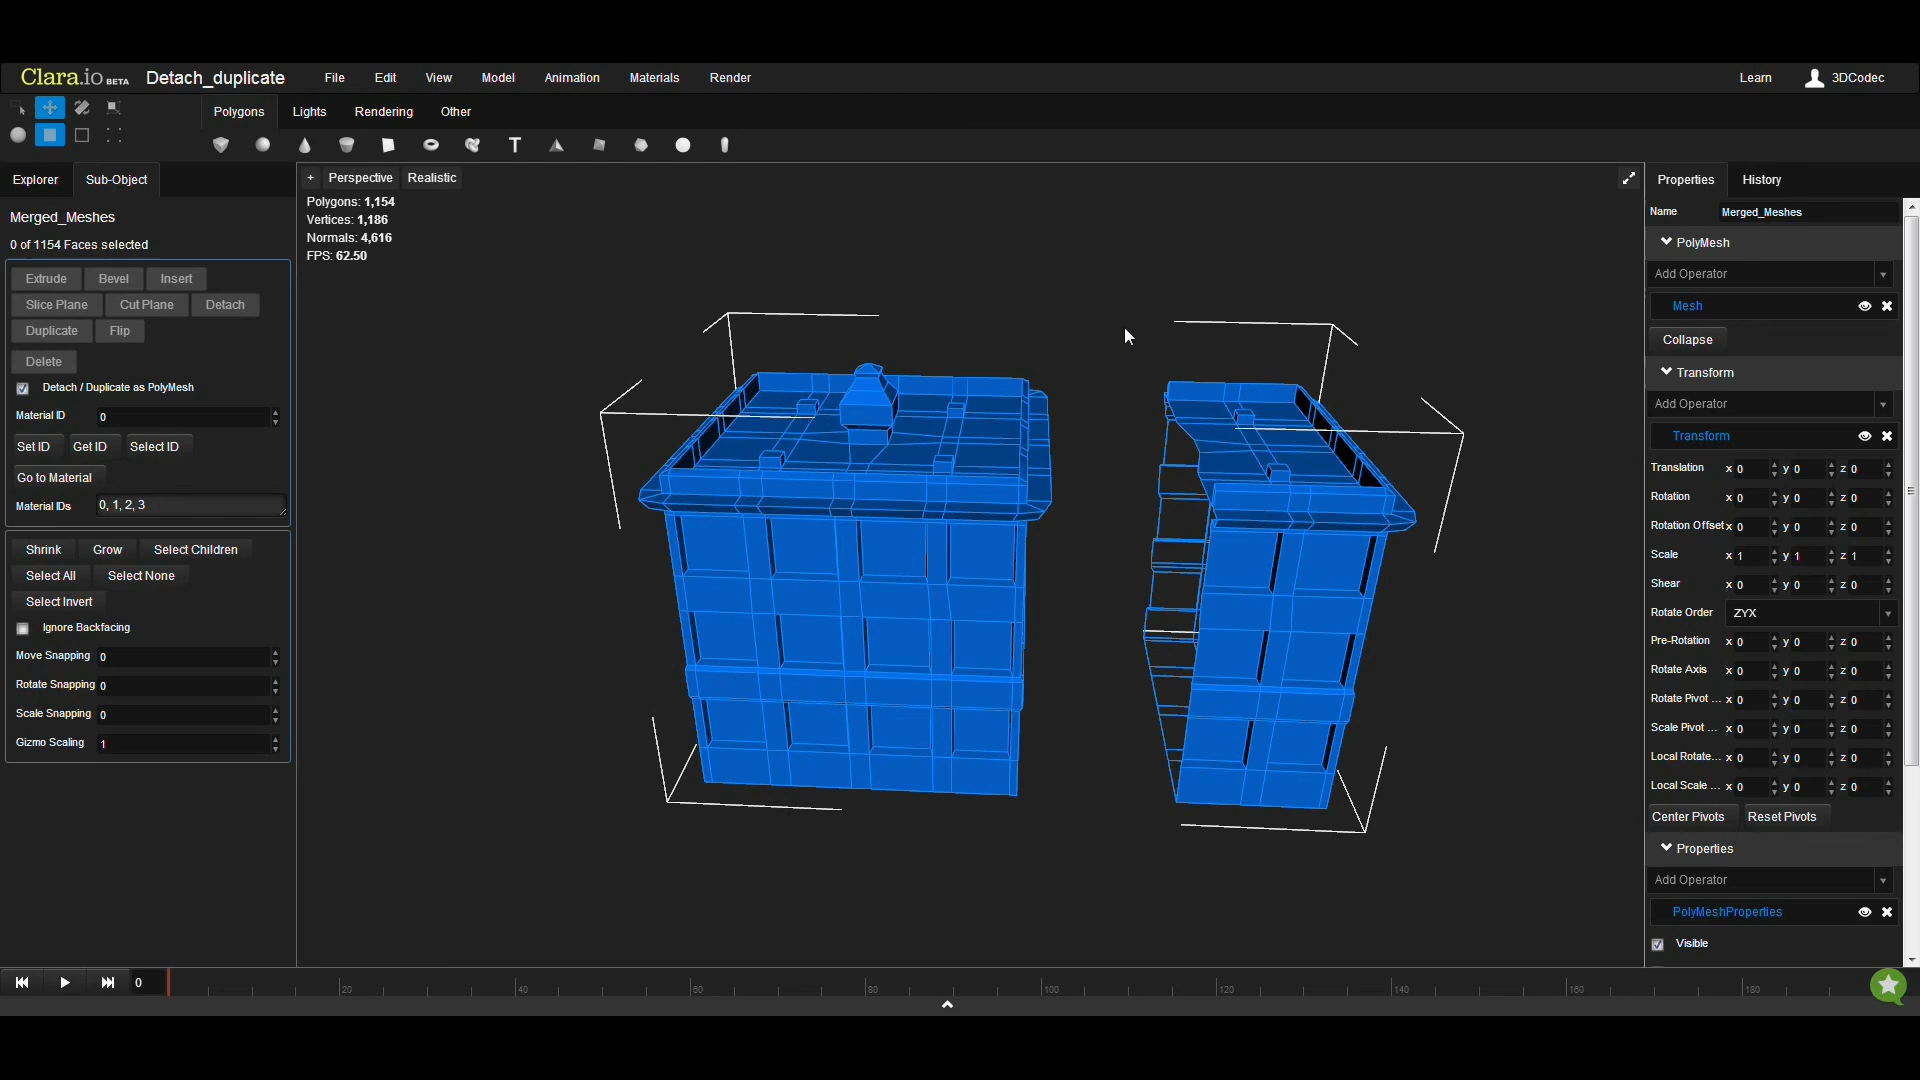 Clara.io BETA Detach_duplicate File Edit View Model Animation Materials Render Learn 3DCodec
Polygons Lights Rendering Other
T
Explorer Sub-Object
Merged_Meshes
0 of 1154 Faces selected
Extrude Bevel Insert
Slice Plane Cut Plane Detach
Duplicate Flip
Delete
Detach / Duplicate as PolyMesh
Material ID 0
Set ID Get ID Select ID
Go to Material
Material IDs 0, 1, 2, 3
Shrink Grow Select Children
Select All Select None
Select Invert
Ignore Backfacing
Move Snapping 0
Rotate Snapping 0
Scale Snapping 0
Gizmo Scaling 1
+ Perspective Realistic
Polygons: 1,154
Vertices: 1,186
Normals: 4,616
FPS: 62.50
Properties History
Name Merged_Meshes
PolyMesh
Add Operator
Mesh
Collapse
Transform
Add Operator
Transform
Translation x 0 y 0 z 0
Rotation x 0 y 0 z 0
Rotation Offset x 0 y 0 z 0
Scale x 1 y 1 z 1
Shear x 0 y 0 z 0
Rotate Order ZYX
Pre-Rotation x 0 y 0 z 0
Rotate Axis x 0 y 0 z 0
Rotate Pivot ... x 0 y 0 z 0
Scale Pivot ... x 0 y 0 z 0
Local Rotate... x 0 y 0 z 0
Local Scale ... x 0 y 0 z 0
Center Pivots Reset Pivots
Properties
Add Operator
PolyMeshProperties
Visible
0 20 40 60 80 100 120 140 160 180